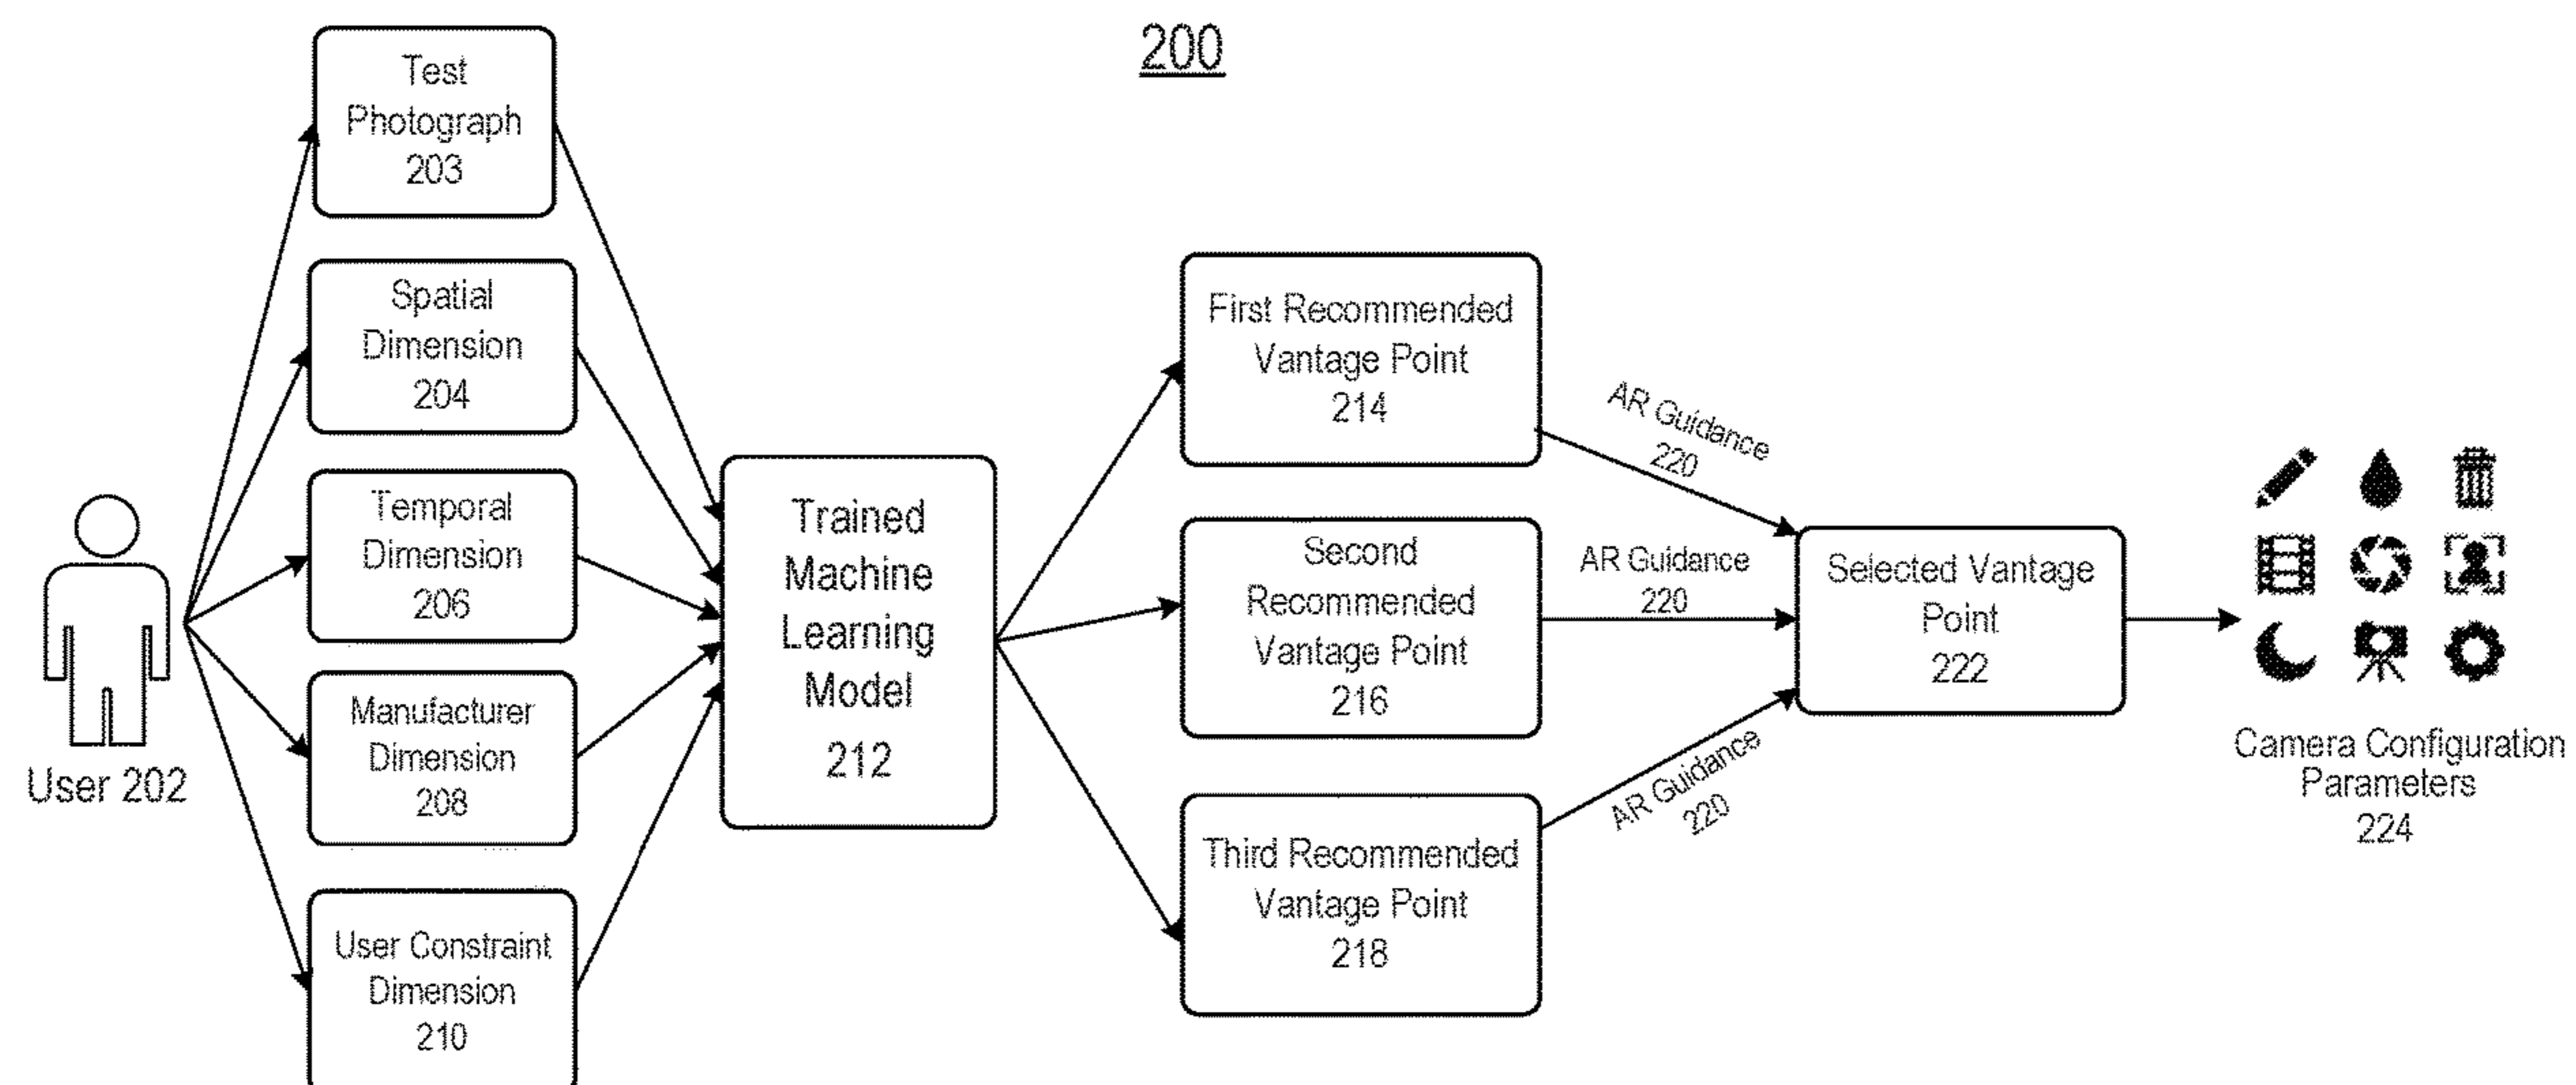 200
Test
Photograph
203
Spatial
Dimension
204
Temporal
Dimension
206
Manufacturer
Dimension
208
User Constraint
Dimension
210
User 202
Trained
Machine
Learning
Model
212
First Recommended
Vantage Point
214
Second
Recommended
Vantage Point
216
Third Recommended
Vantage Point
218
AR Guidance
220
AR Guidance
220
AR Guidance
220
Selected Vantage
Point
222
Camera Configuration
Parameters
224